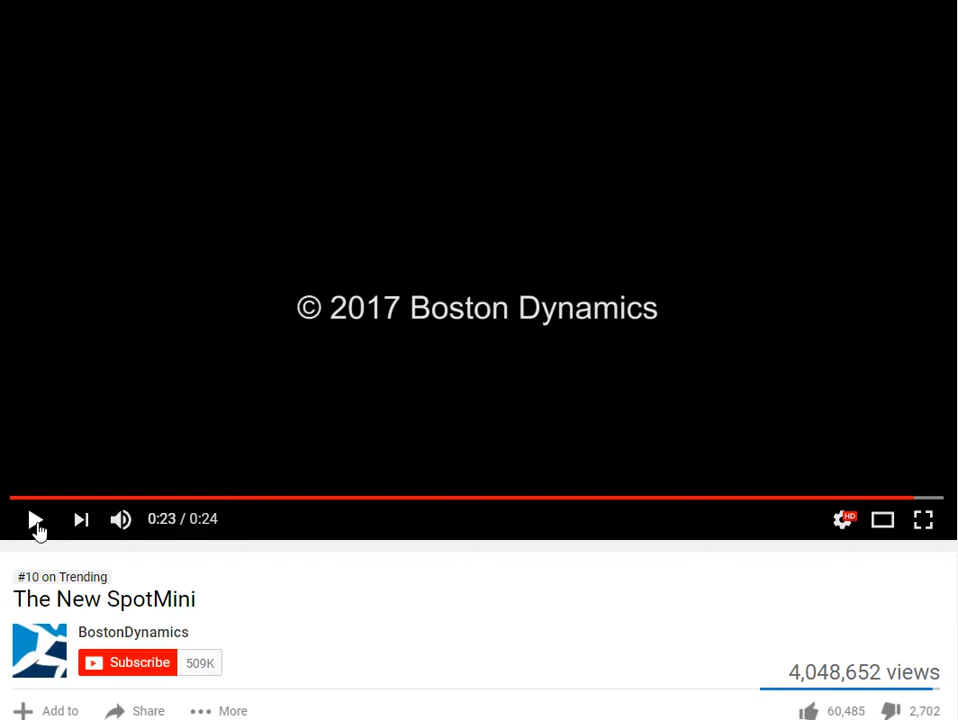 © 2017 Boston Dynamics
0:23 / 0:24
HD
#10 on Trending
The New SpotMini
BostonDynamics
Subscribe 509K
4,048,652 views
Add to Share More 60,485 2,702